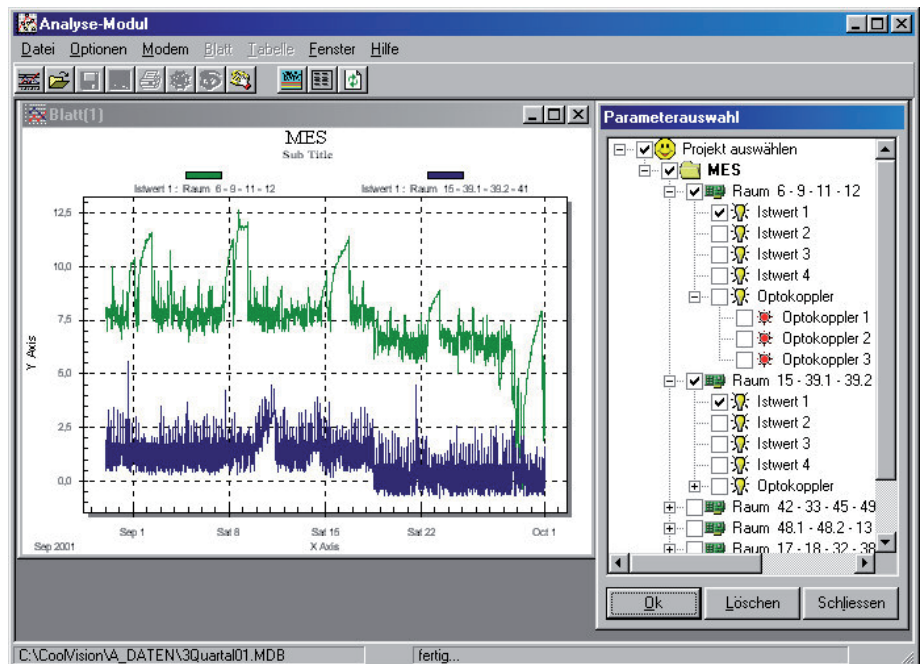 Analyse-Modul
Datei Optionen Modem Blatt Tabelle Fenster Hilfe
Blatt(1)
MES
Sub Title
Istwert 1 : Raum 6 - 9 - 11 - 12
Istwert 1 : Raum 15 - 39.1 - 39.2 - 41
Y Axis
12,5
10,0
7,5
5,0
2,5
0,0
Sep 1
Sat 8
Sat 15
Sat 22
Oct 1
Sep 2001
X Axis
Parameterauswahl
Projekt auswählen
MES
Raum 6 - 9 - 11 - 12
Istwert 1
Istwert 2
Istwert 3
Istwert 4
Optokoppler
Optokoppler 1
Optokoppler 2
Optokoppler 3
Raum 15 - 39.1 - 39.2
Istwert 1
Istwert 2
Istwert 3
Istwert 4
Optokoppler
Raum 42 - 33 - 45 - 49
Raum 48.1 - 48.2 - 13
Raum 17 - 18 - 32 - 38
Ok
Löschen
Schliessen
C:\CoolVision\A_DATEN\3Quartal01.MDB
fertig...